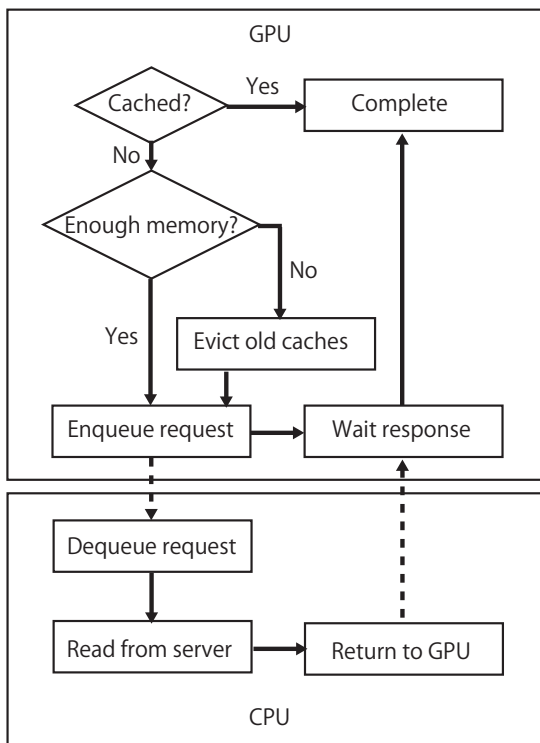 GPU
Cached?
Yes
Complete
No
Enough memory?
No
Yes
Evict old caches
Enqueue request
Wait response
Dequeue request
Read from server
Return to GPU
CPU